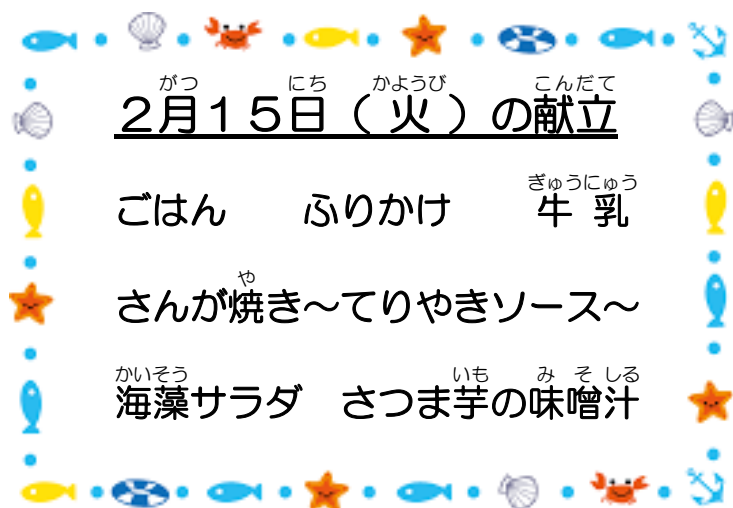 ２月１５日（火）の献立
がつ にち かようび こんだて
ごはん ふりかけ 牛乳
ぎゅうにゅう
さんが焼き～てりやきソース～
や
海藻サラダ さつま芋の味噌汁
かいそう いも みそしる